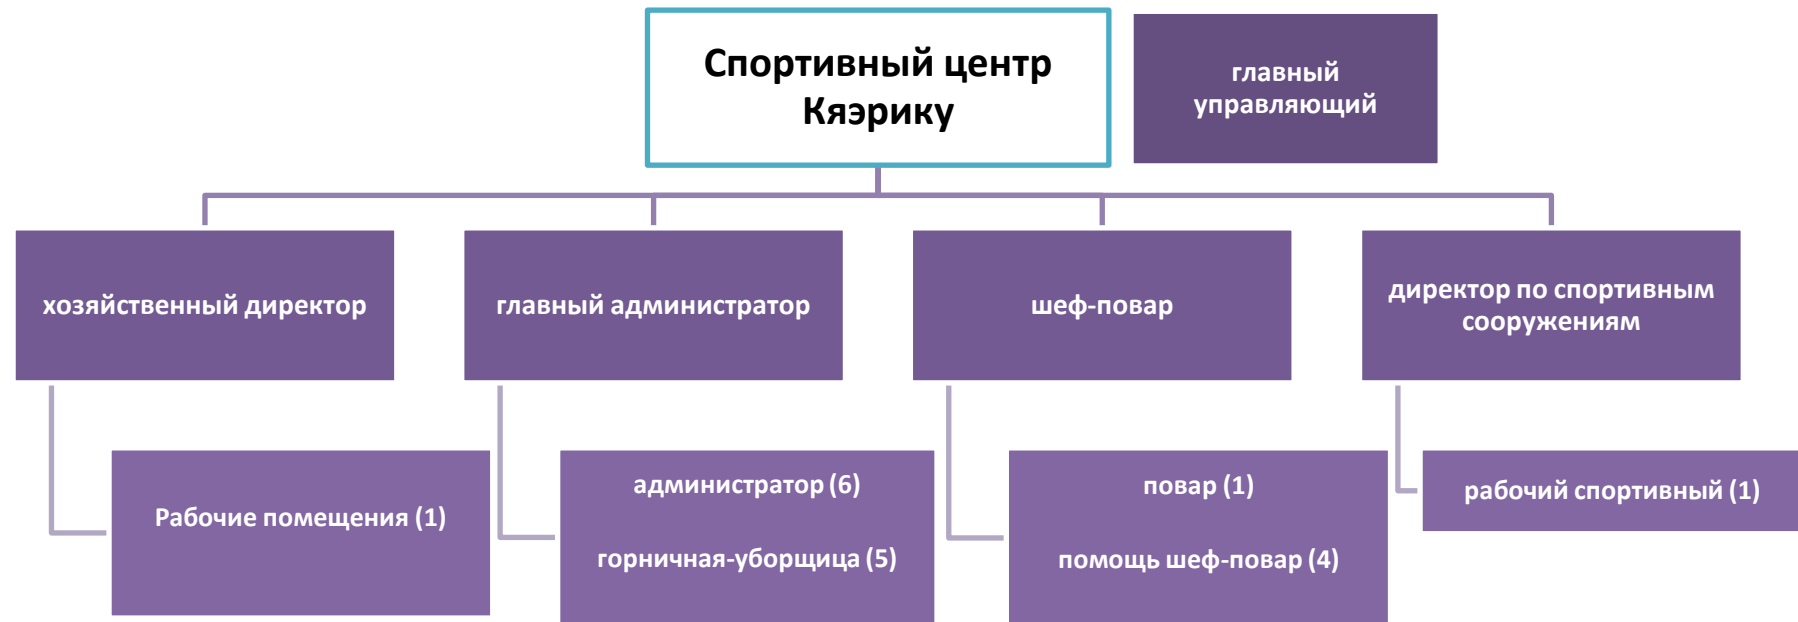 Спортивный центр
Кяэрику
главный
управляющий
хозяйственный директор
главный администратор
шеф-повар
директор по спортивным
сооружениям
Рабочие помещения (1)
администратор (6)
горничная-уборщица (5)
повар (1)
помощь шеф-повар (4)
рабочий спортивный (1)